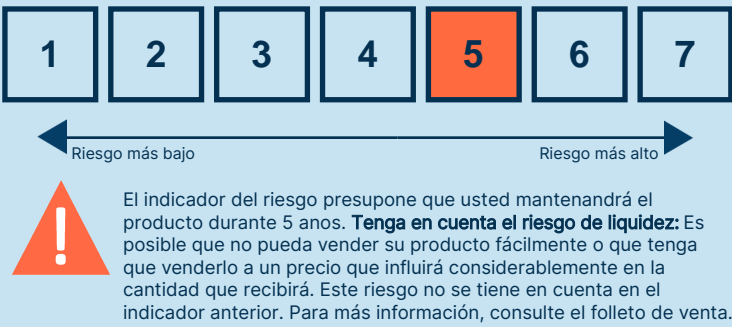 1 2 3 4 5 6 7
Riesgo más bajo Riesgo más alto
!
El indicador del riesgo presupone que usted mantenandrá el
producto durante 5 anos. Tenga en cuenta el riesgo de liquidez: Es
posible que no pueda vender su producto fácilmente o que tenga
que venderlo a un precio que influirá considerablemente en la
cantidad que recibirá. Este riesgo no se tiene en cuenta en el
indicador anterior. Para más información, consulte el folleto de venta.